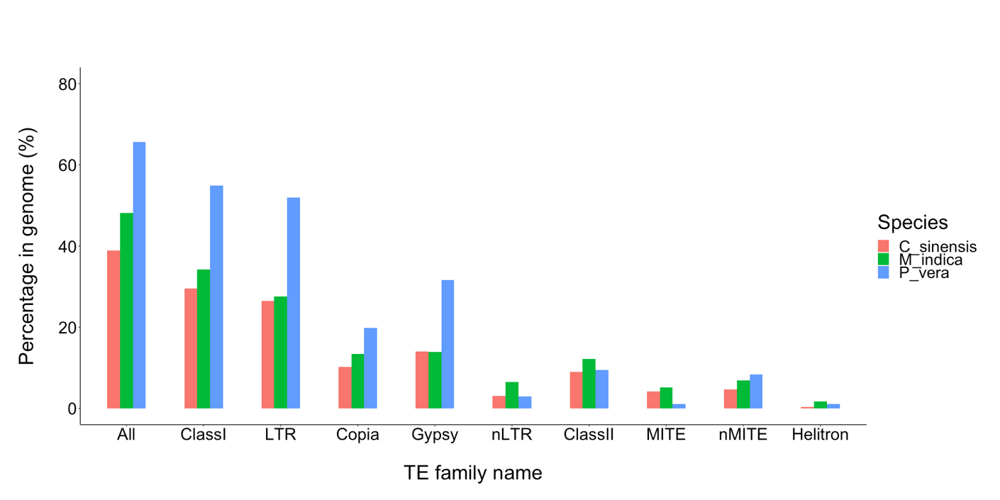 Percentage in genome (%)
80
60
40
20
0
All ClassI LTR Copia Gypsy nLTR ClassII MITE nMITE Helitron
TE family name
Species
C_sinensis
M_indica
P_vera